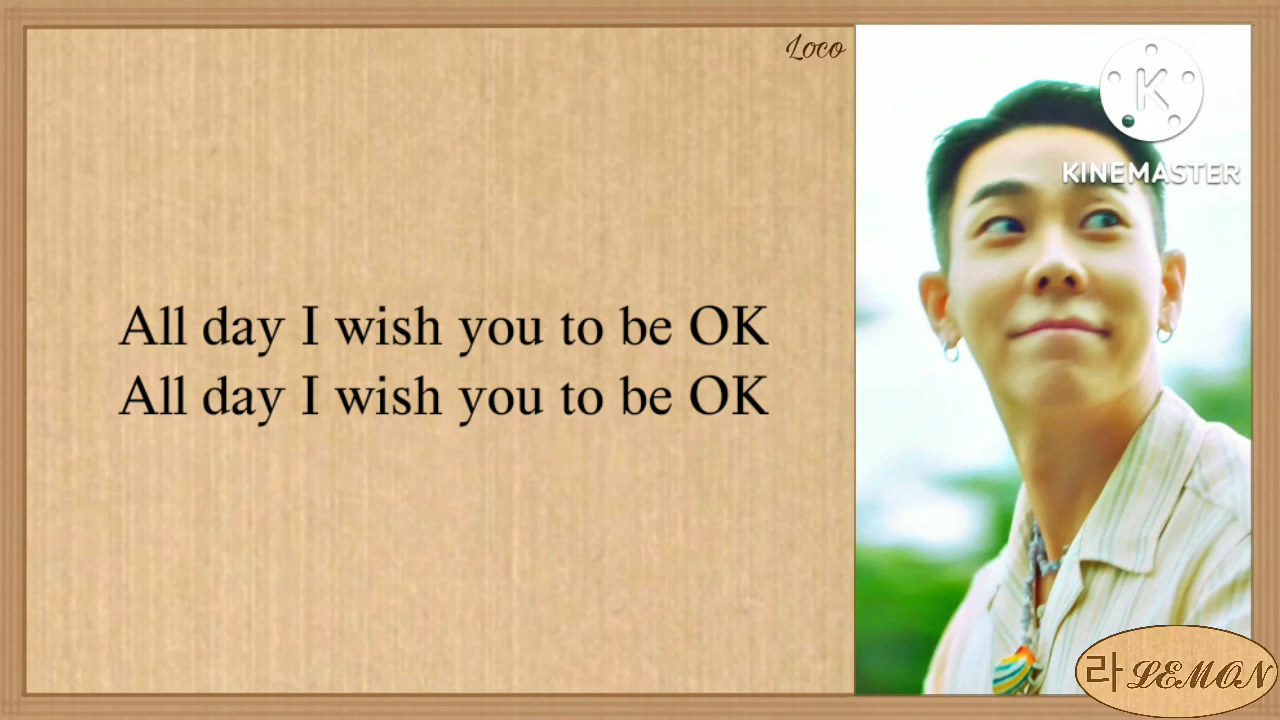 Loco
K
KINEMASTER
All day I wish you to be OK
All day I wish you to be OK
라 LEMON